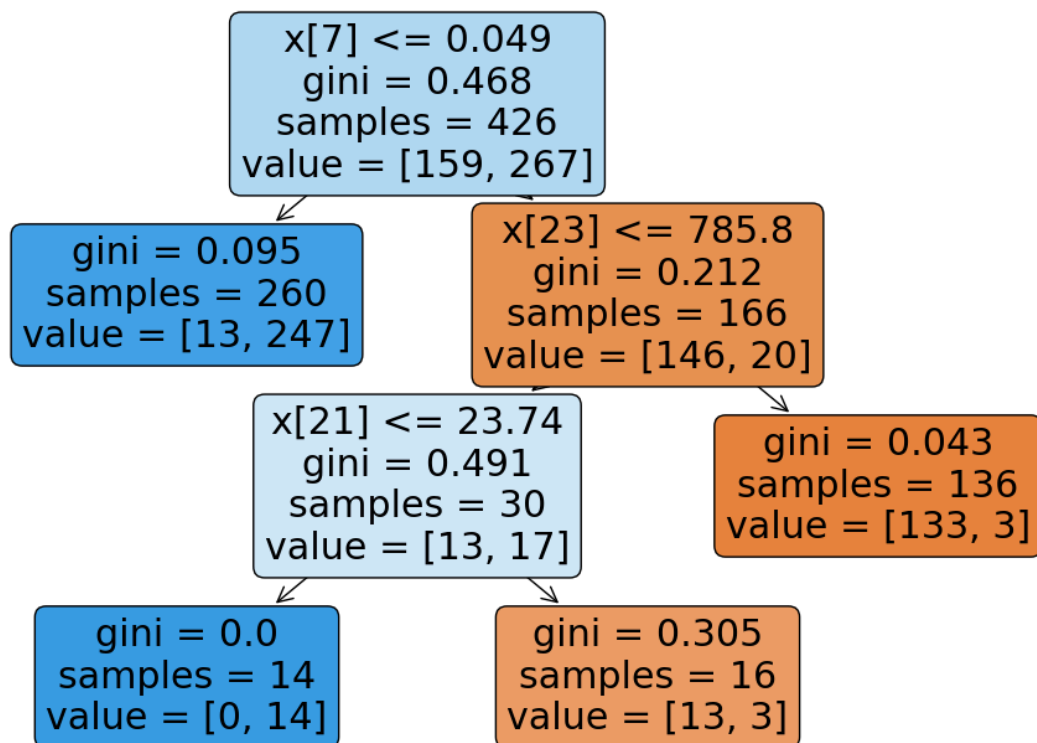 x[7] <= 0.049
gini = 0.468
samples = 426
value = [159, 267]
gini = 0.095
samples = 260
value = [13, 247]
x[23] <= 785.8
gini = 0.212
samples = 166
value = [146, 20]
x[21] <= 23.74
gini = 0.491
samples = 30
value = [13, 17]
gini = 0.043
samples = 136
value = [133, 3]
gini = 0.0
samples = 14
value = [0, 14]
gini = 0.305
samples = 16
value = [13, 3]